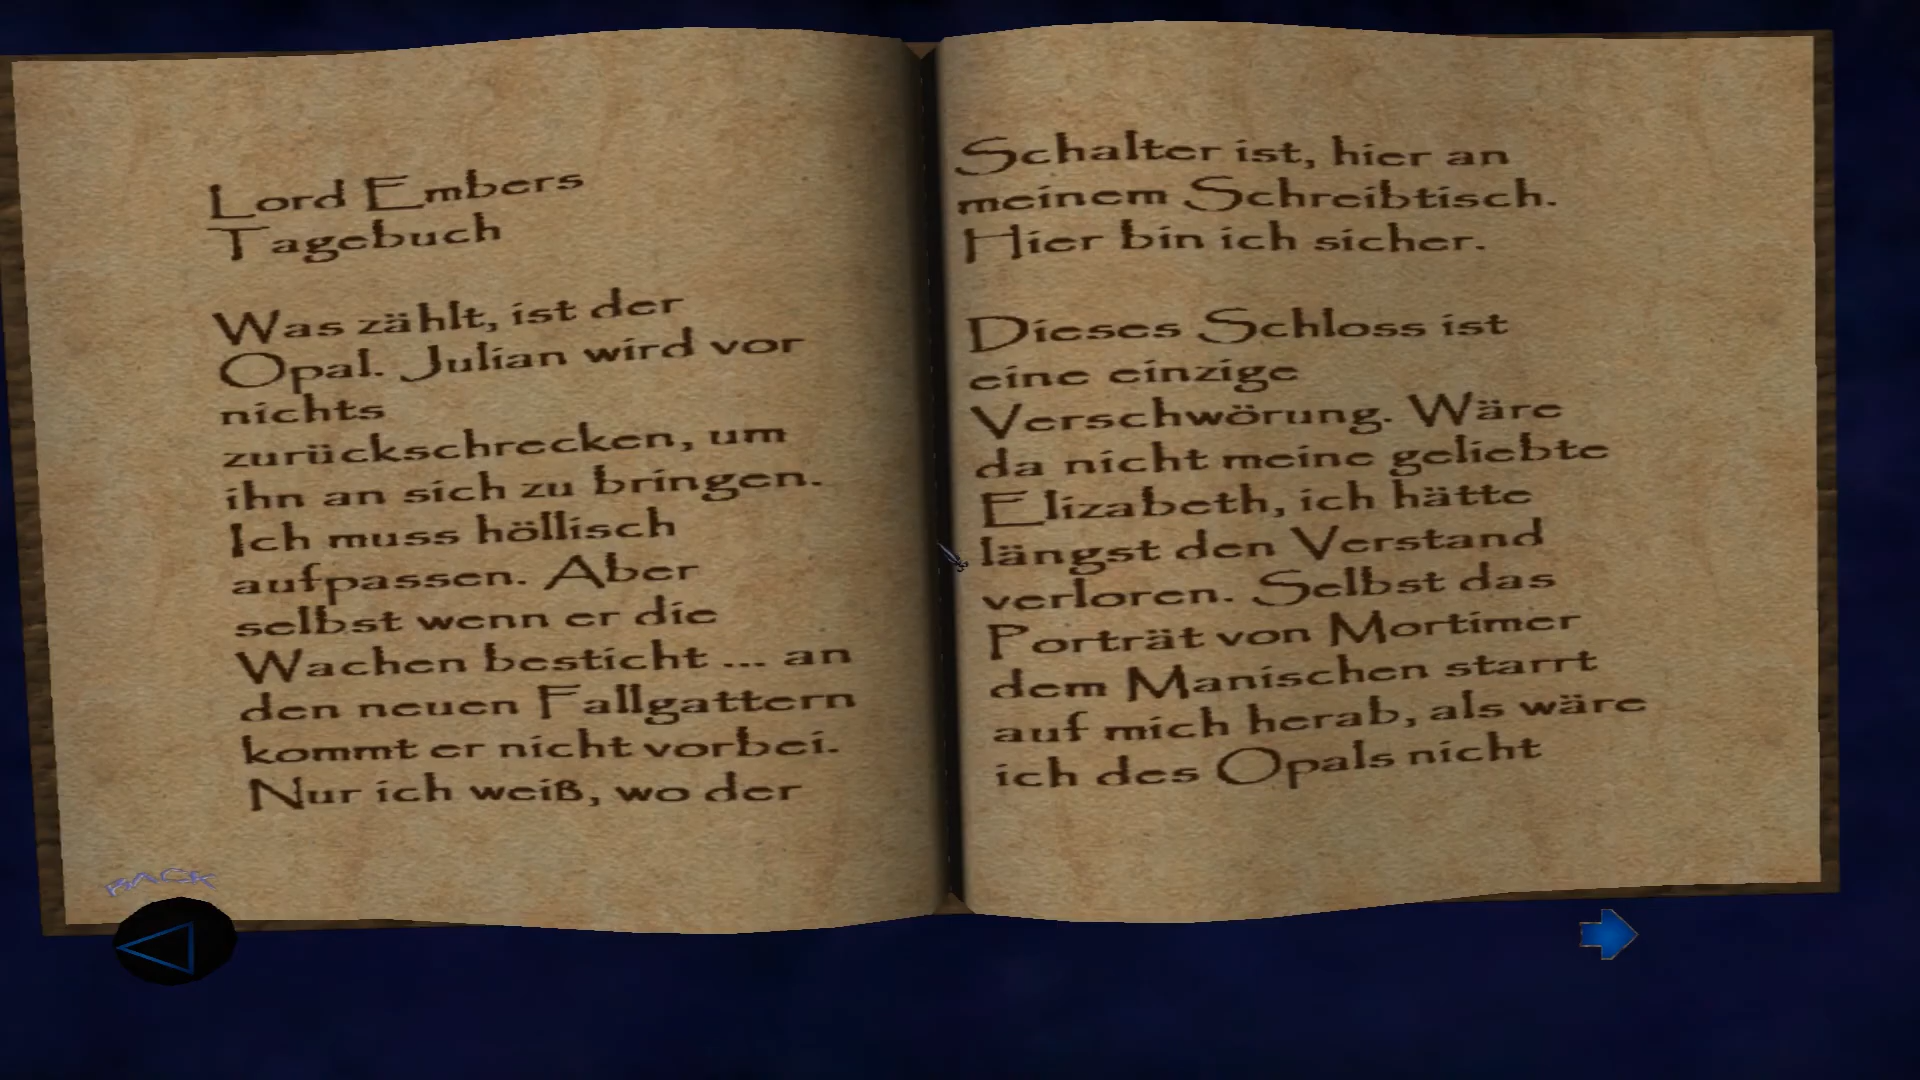 Lord Embers
Tagebuch
Was zählt, ist der
Opal. Julian wird vor
nichts
zurückschrecken, um
ihn an sich zu bringen.
Ich muss höllisch
aufpassen. Aber
selbst wenn er die
Wachen besticht ... an
den neuen Fallgattern
kommt er nicht vorbei.
Nur ich weiß, wo der
Schalter ist, hier an
meinem Schreibtisch.
Hier bin ich sicher.
Dieses Schloss ist
eine einzige
Verschwörung. Wäre
da nicht meine geliebte
Elizabeth, ich hätte
längst den Verstand
verloren. Selbst das
Porträt von Mortimer
dem Manischen starrt
auf mich herab, als wäre
ich des Opals nicht
BACK